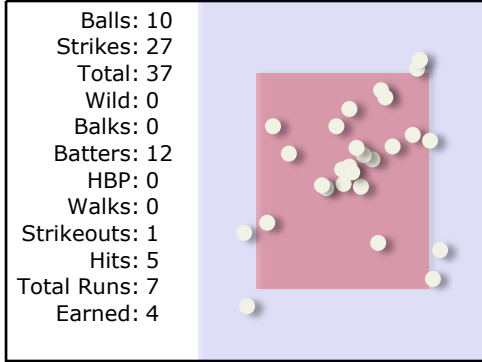 Balls: 10
Strikes: 27
Total: 37
Wild: 0
Balks: 0
Batters: 12
HBP: 0
Walks: 0
Strikeouts: 1
Hits: 5
Total Runs: 7
Earned: 4